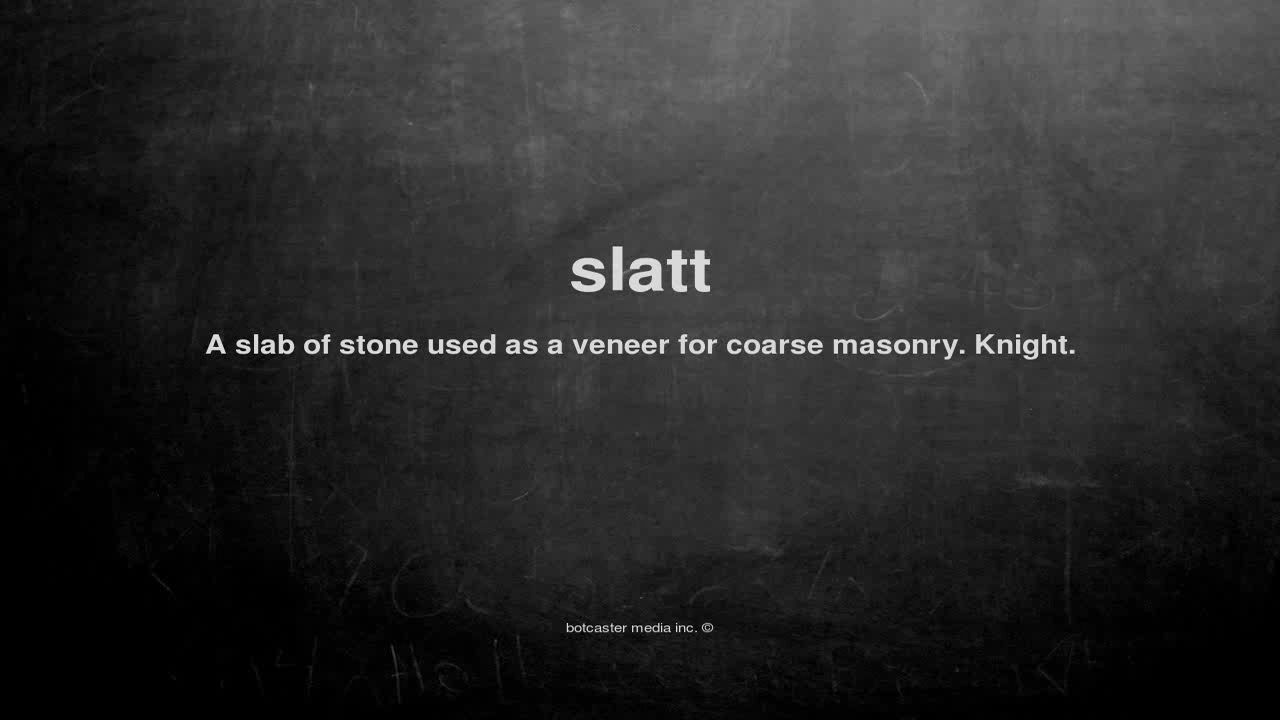 slatt
A slab of stone used as a veneer for coarse masonry. Knight.
botcaster media inc. ©